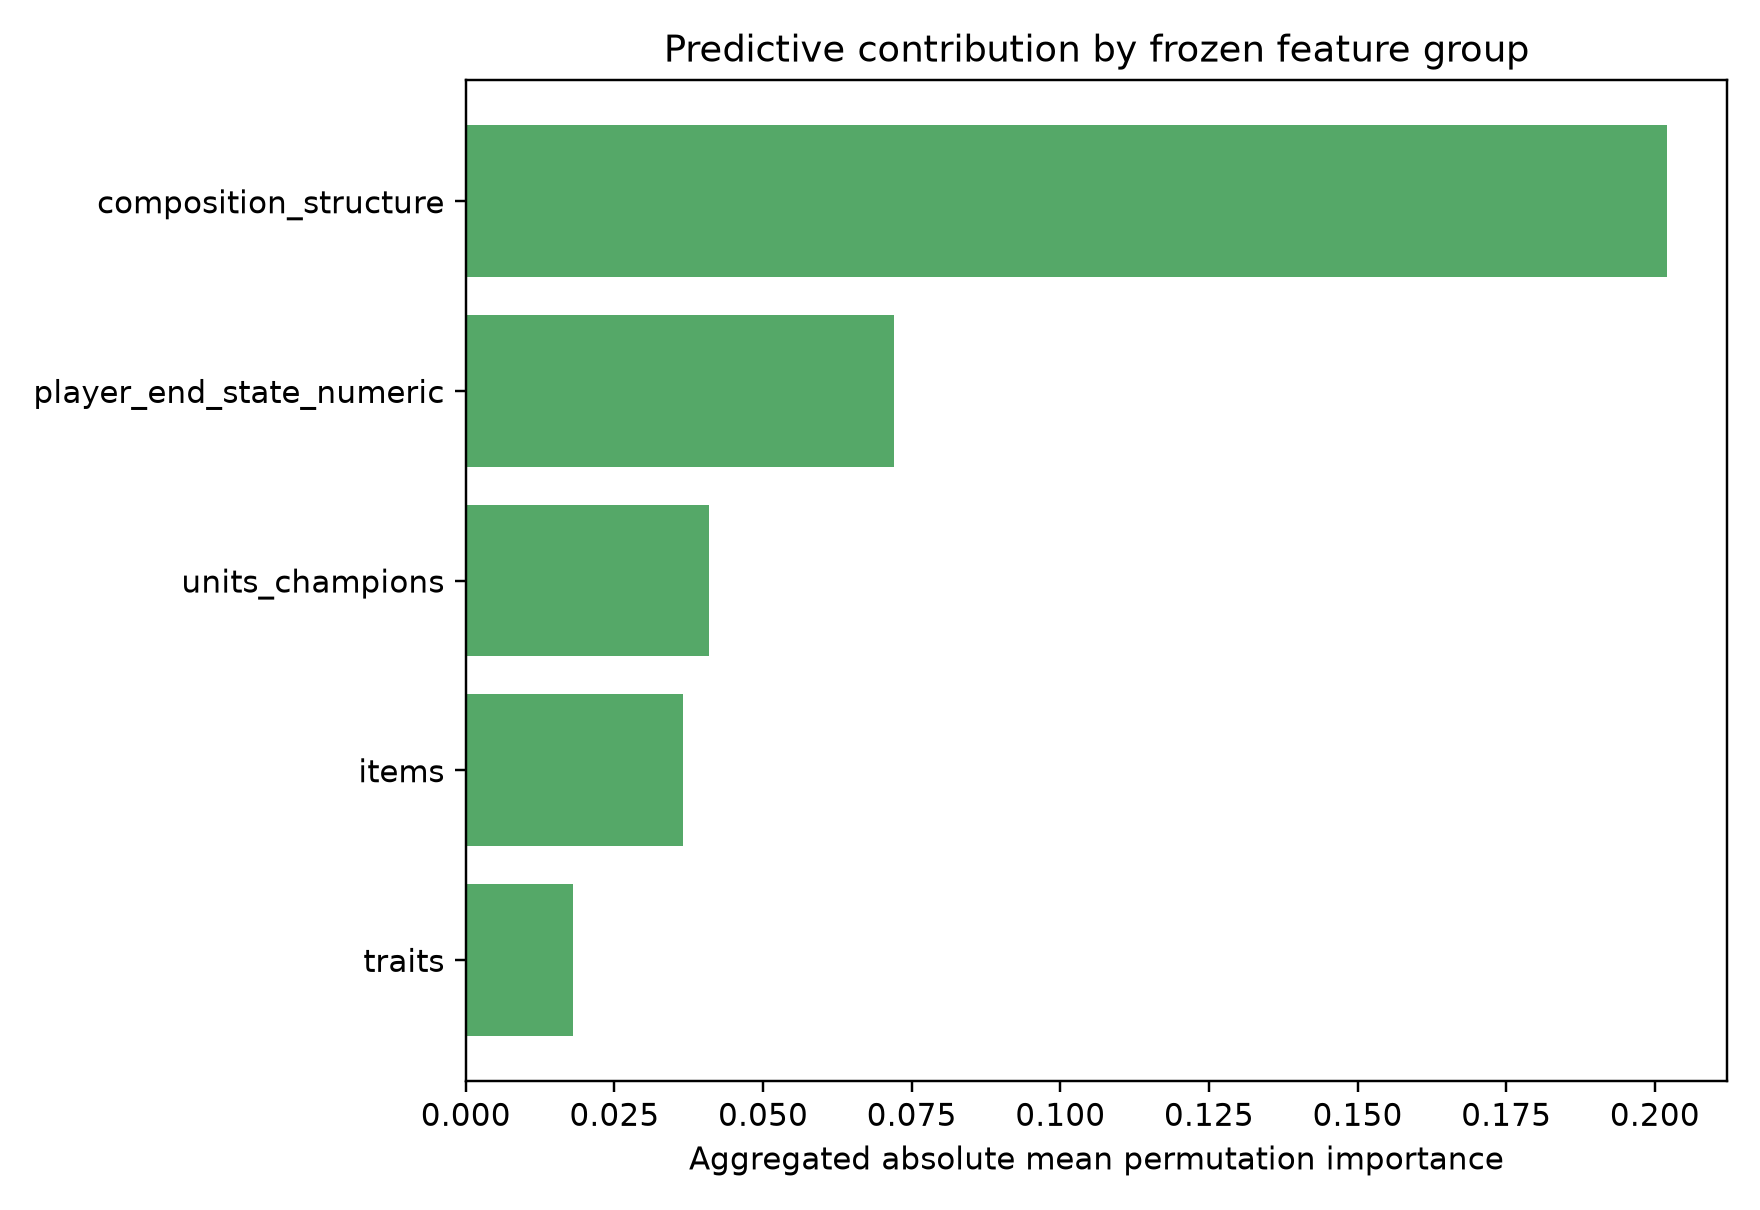 Predictive contribution by frozen feature group
composition_structure
player_end_state_numeric
units_champions
items
traits
0.000 0.025 0.050 0.075 0.100 0.125 0.150 0.175 0.200
Aggregated absolute mean permutation importance